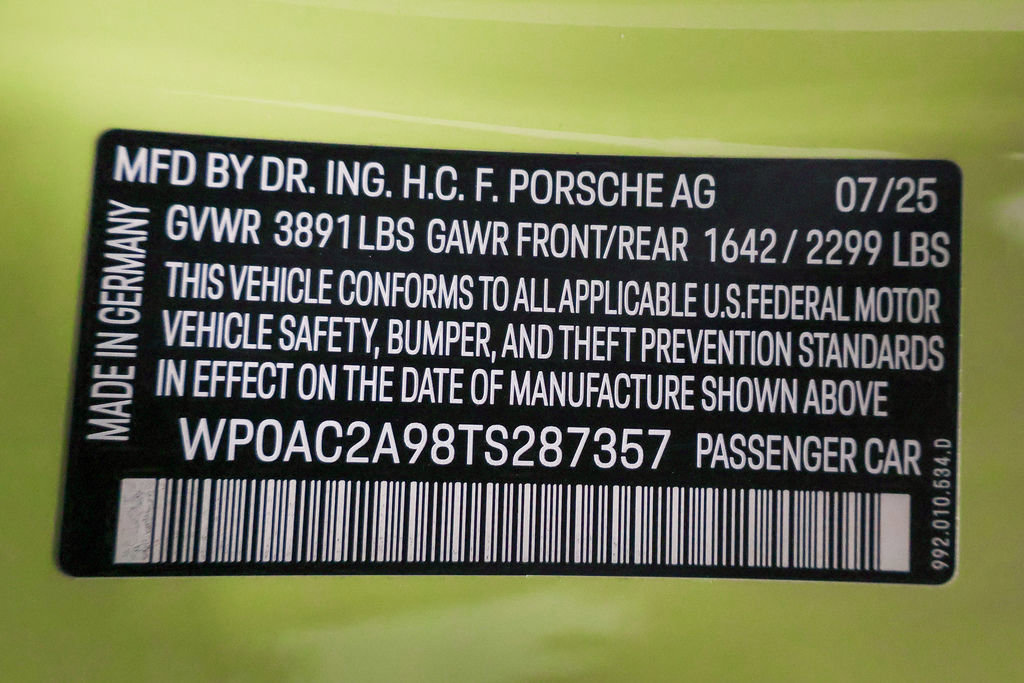 MFD BY DR. ING. H.C. F. PORSCHE AG 07/25
GVWR 3891 LBS GAWR FRONT/REAR 1642 / 2299 LBS
THIS VEHICLE CONFORMS TO ALL APPLICABLE U.S.FEDERAL MOTOR
VEHICLE SAFETY, BUMPER, AND THEFT PREVENTION STANDARDS
IN EFFECT ON THE DATE OF MANUFACTURE SHOWN ABOVE
WP0AC2A98TS287357 PASSENGER CAR
MADE IN GERMANY
992.010.534.D